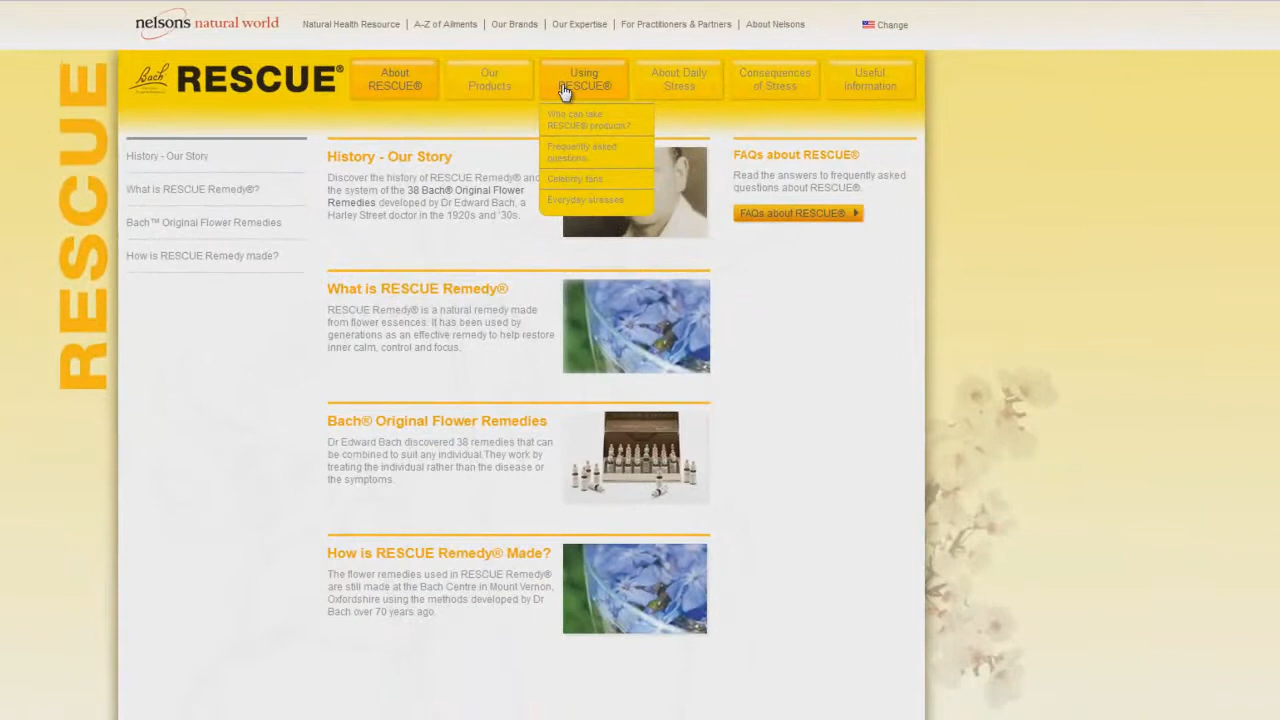 nelsons natural world
Natural Health Resource | A-Z of Ailments | Our Brands | Our Expertise | For Practitioners & Partners | About Nelsons
Change
RESCUE
Bach RESCUE®
About
RESCUE®
Our
Products
Using
RESCUE®
About Daily
Stress
Consequences
of Stress
Useful
Information
Who can take
RESCUE® products?
Frequently asked
questions
Celebrity fans
Everyday stresses
History - Our Story
What is RESCUE Remedy®?
Bach™ Original Flower Remedies
How is RESCUE Remedy made?
History - Our Story
Discover the history of RESCUE Remedy® and
the system of the 38 Bach® Original Flower
Remedies developed by Dr Edward Bach, a
Harley Street doctor in the 1920s and '30s.
What is RESCUE Remedy®
RESCUE Remedy® is a natural remedy made
from flower essences. It has been used by
generations as an effective remedy to help restore
inner calm, control and focus.
Bach® Original Flower Remedies
Dr Edward Bach discovered 38 remedies that can
be combined to suit any individual.They work by
treating the individual rather than the disease or
the symptoms.
How is RESCUE Remedy® Made?
The flower remedies used in RESCUE Remedy®
are still made at the Bach Centre in Mount Vernon,
Oxfordshire using the methods developed by Dr
Bach over 70 years ago.
FAQs about RESCUE®
Read the answers to frequently asked
questions about RESCUE®.
FAQs about RESCUE®